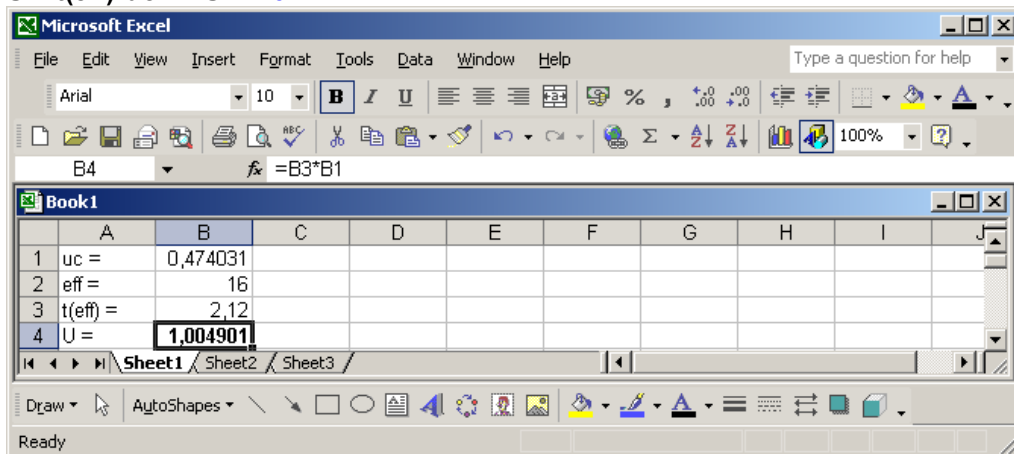 Microsoft Excel
File Edit View Insert Format Tools Data Window Help Type a question for help
Arial 10 B I U % ,
ABC Σ 100%
B4 fx =B3*B1
Book1
A B C D E F G H I J
1 uc = 0,474031
2 eff = 16
3 t(eff) = 2,12
4 U = 1,004901
Sheet1 Sheet2 Sheet3
Draw AutoShapes
Ready